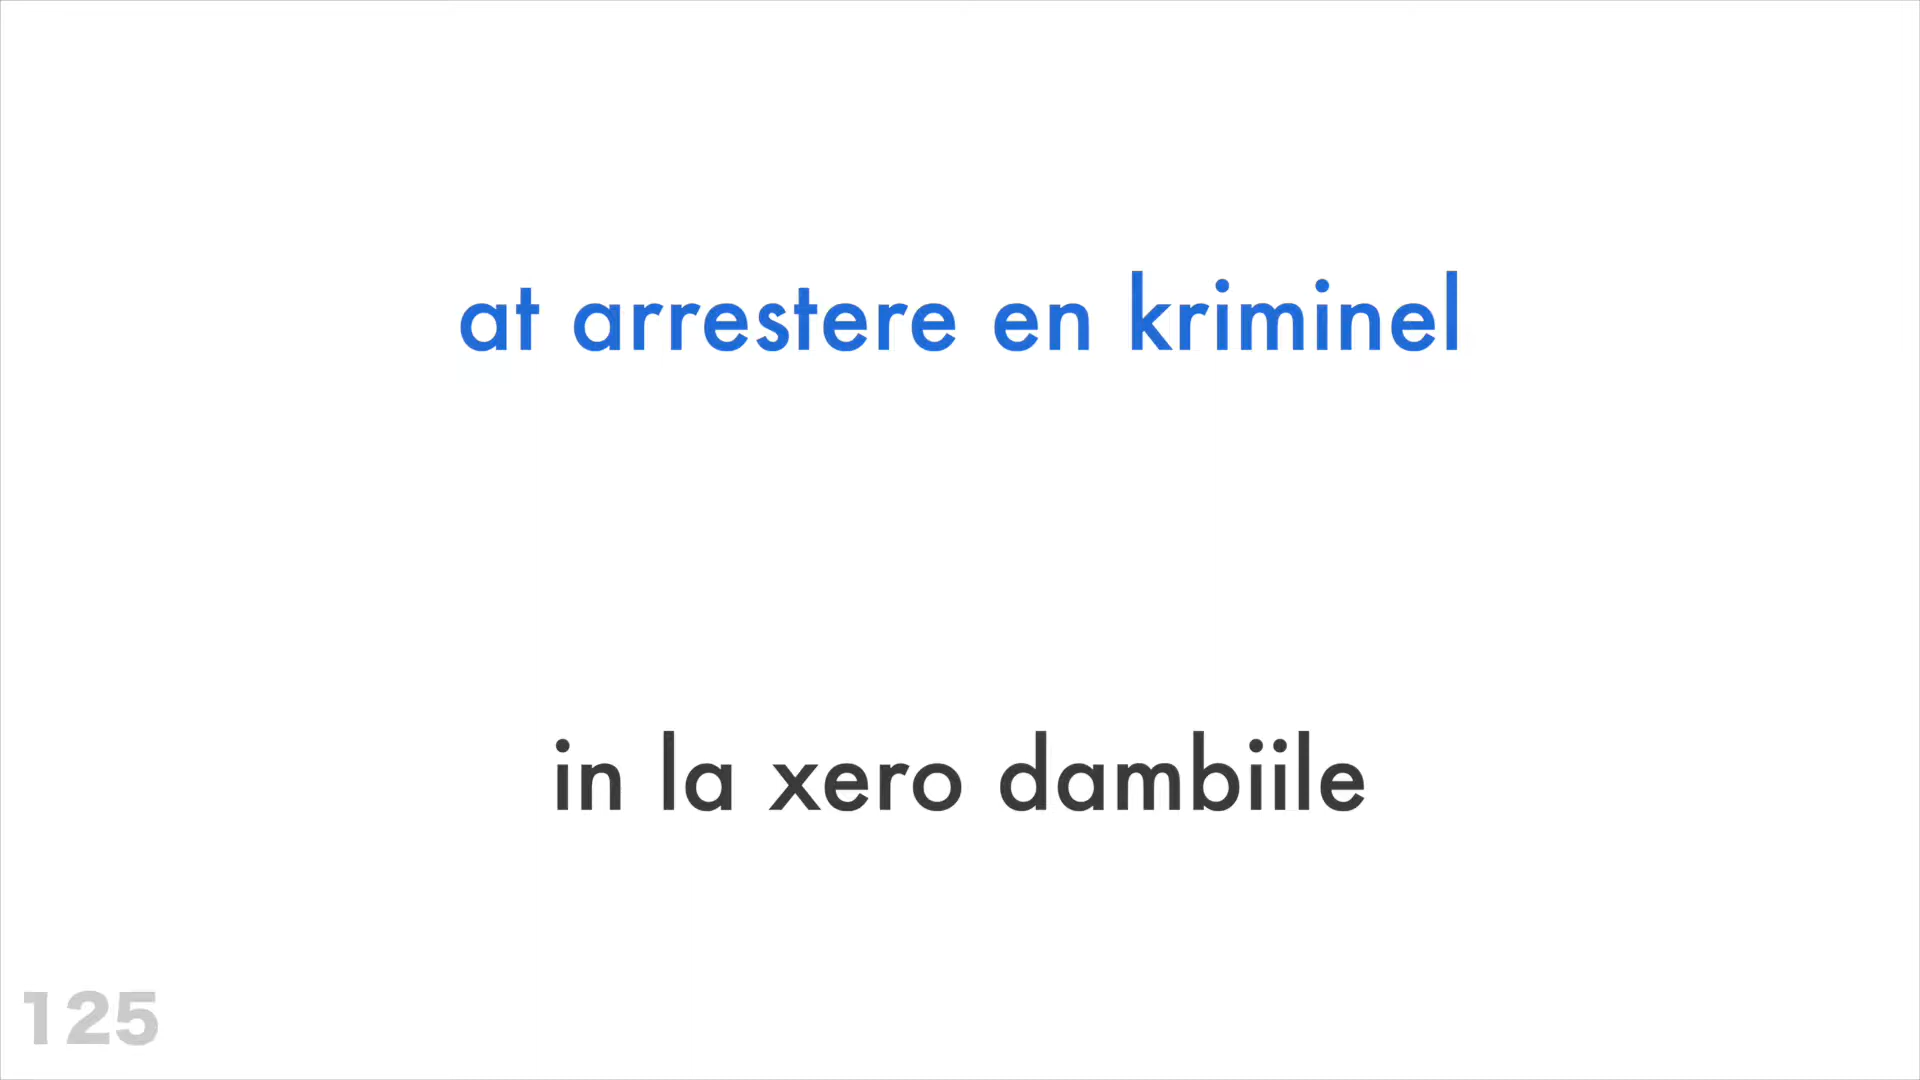 at arrestere en kriminel
in la xero dambiile
125